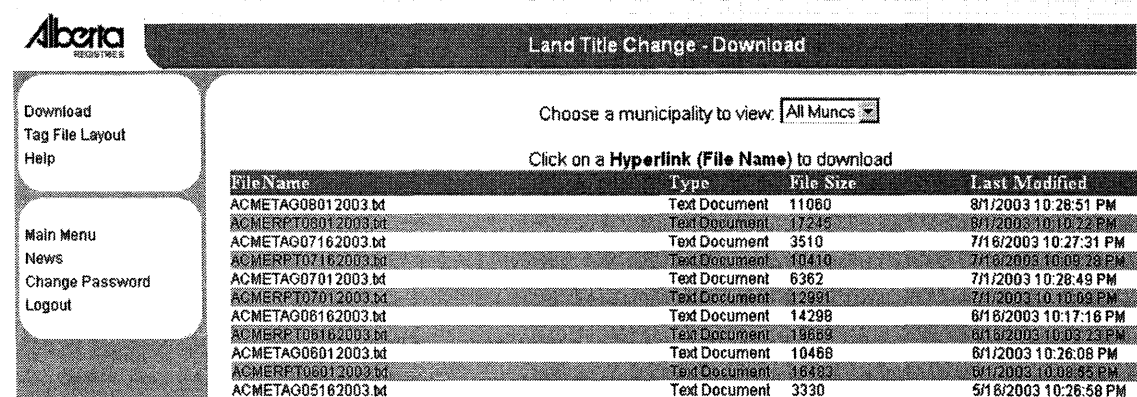 Alberta
REGISTRIES
Land Title Change - Download
Download
Tag File Layout
Help
Main Menu
News
Change Password
Logout
Choose a municipality to view: All Muncs
Click on a Hyperlink (File Name) to download
FileName Type File Size Last Modified
ACMETAG08012003.txt Text Document 11060 8/1/2003 10:28:51 PM
ACMERPT08012003.txt Text Document 17245 8/1/2003 10:10:22 PM
ACMETAG07162003.txt Text Document 3510 7/16/2003 10:27:31 PM
ACMERPT07162003.txt Text Document 10410 7/16/2003 10:09:28 PM
ACMETAG07012003.txt Text Document 6362 7/1/2003 10:28:49 PM
ACMERPT07012003.txt Text Document 12991 7/1/2003 10:10:09 PM
ACMETAG06162003.txt Text Document 14298 6/16/2003 10:17:16 PM
ACMERPT06162003.txt Text Document 6/16/2003 10:03:23 PM
ACMETAG06012003.txt Text Document 10468 6/1/2003 10:26:08 PM
ACMERPT06012003.txt Text Document 16483 6/1/2003 10:08:55 PM
ACMETAG05162003.txt Text Document 3330 5/16/2003 10:26:58 PM